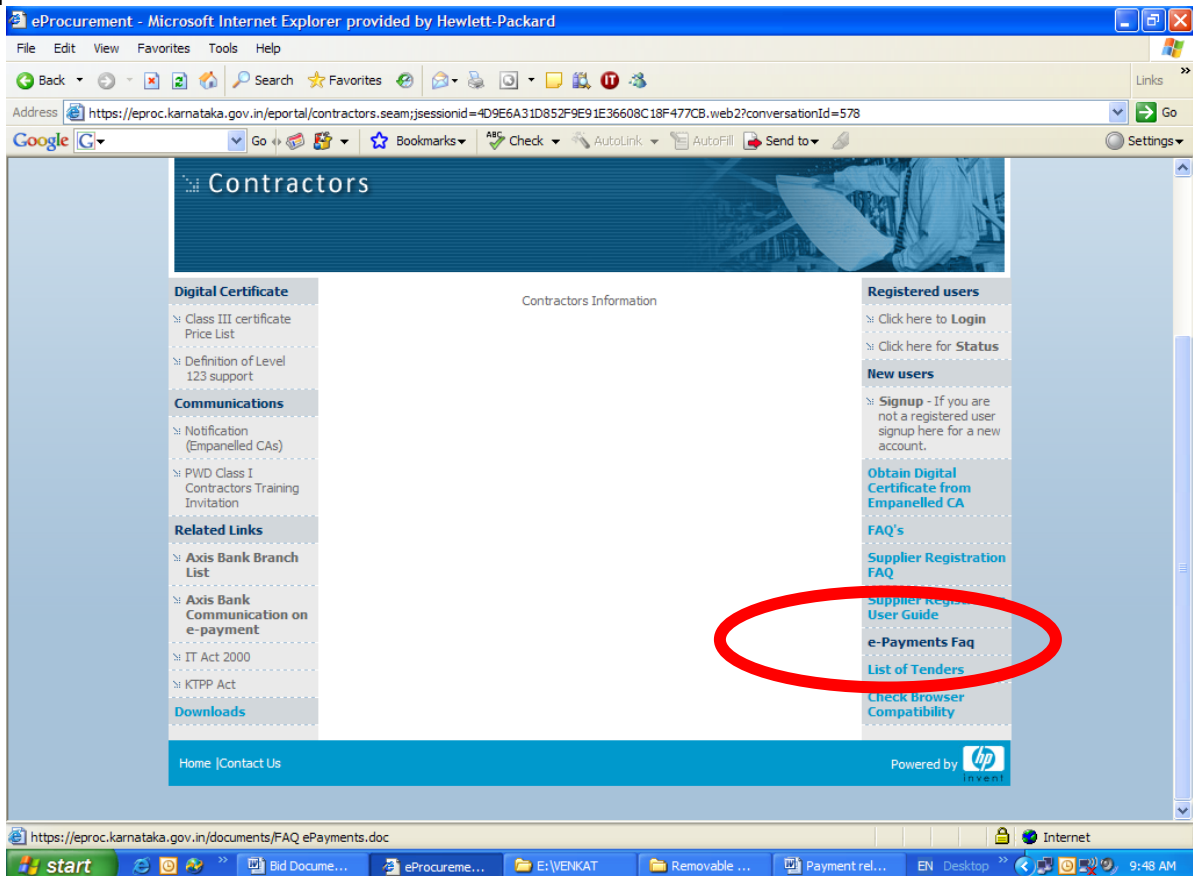 eProcurement - Microsoft Internet Explorer provided by Hewlett-Packard
File Edit View Favorites Tools Help
Back Search Favorites Links »
Address https://eproc.karnataka.gov.in/eportal/contractors.seam;jsessionid=4D9E6A31D852F9E91E36608C18F477CB.web2?conversationId=578 Go
Google G Go Bookmarks ABC Check AutoLink AutoFill Send to Settings
Contractors
Digital Certificate
Class III certificate
Price List
Definition of Level
123 support
Communications
Notification
(Empanelled CAs)
PWD Class I
Contractors Training
Invitation
Related Links
Axis Bank Branch
List
Axis Bank
Communication on
e-payment
IT Act 2000
KTPP Act
Downloads
Contractors Information
Registered users
Click here to Login
Click here for Status
New users
Signup - If you are
not a registered user
signup here for a new
account.
Obtain Digital
Certificate from
Empanelled CA
FAQ's
Supplier Registration
FAQ
Supplier
User Guide
e-Payments Faq
List of Tenders
Check Browser
Compatibility
Home |Contact Us
Powered by hp
invent
https://eproc.karnataka.gov.in/documents/FAQ ePayments.doc Internet
start » Bid Docume... eProcureme... E:\VENKAT Removable ... Payment rel... EN Desktop » 9:48 AM